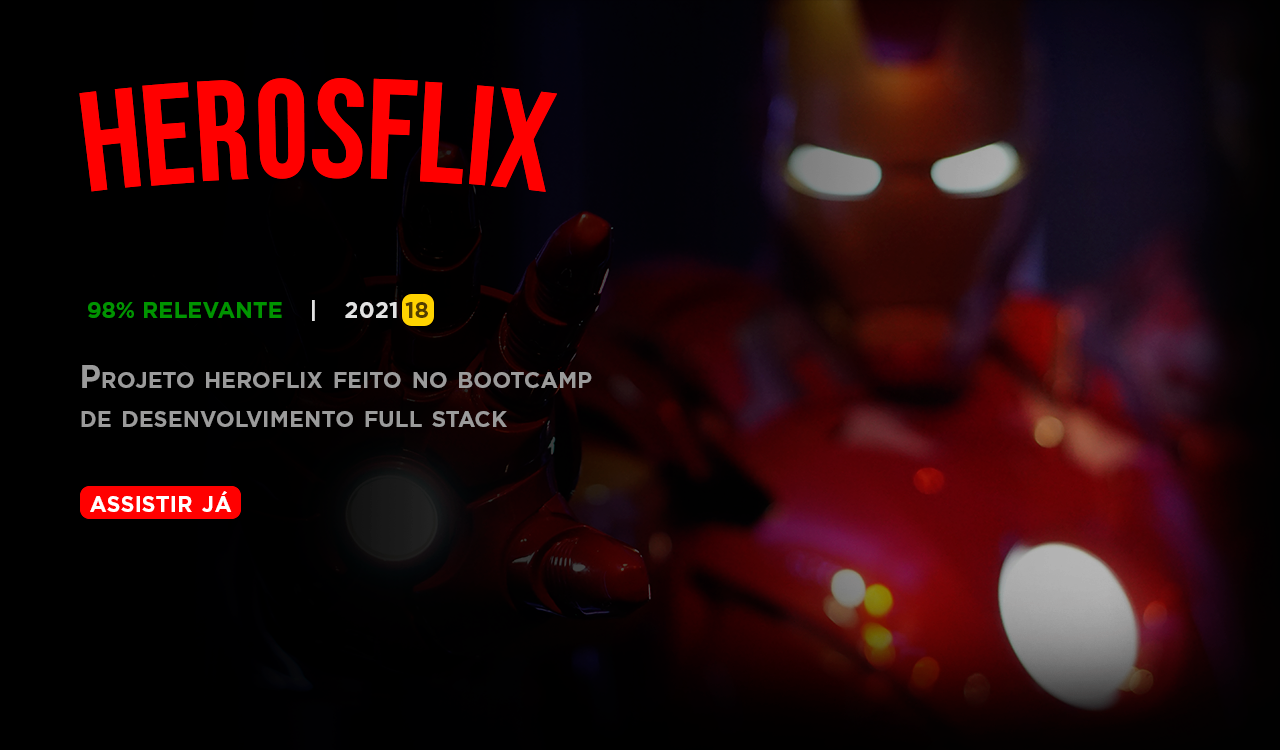 HEROSFLIX
98% RELEVANTE | 2021 18
PROJETO HEROFLIX FEITO NO BOOTCAMP
DE DESENVOLVIMENTO FULL STACK
ASSISTIR JÁ